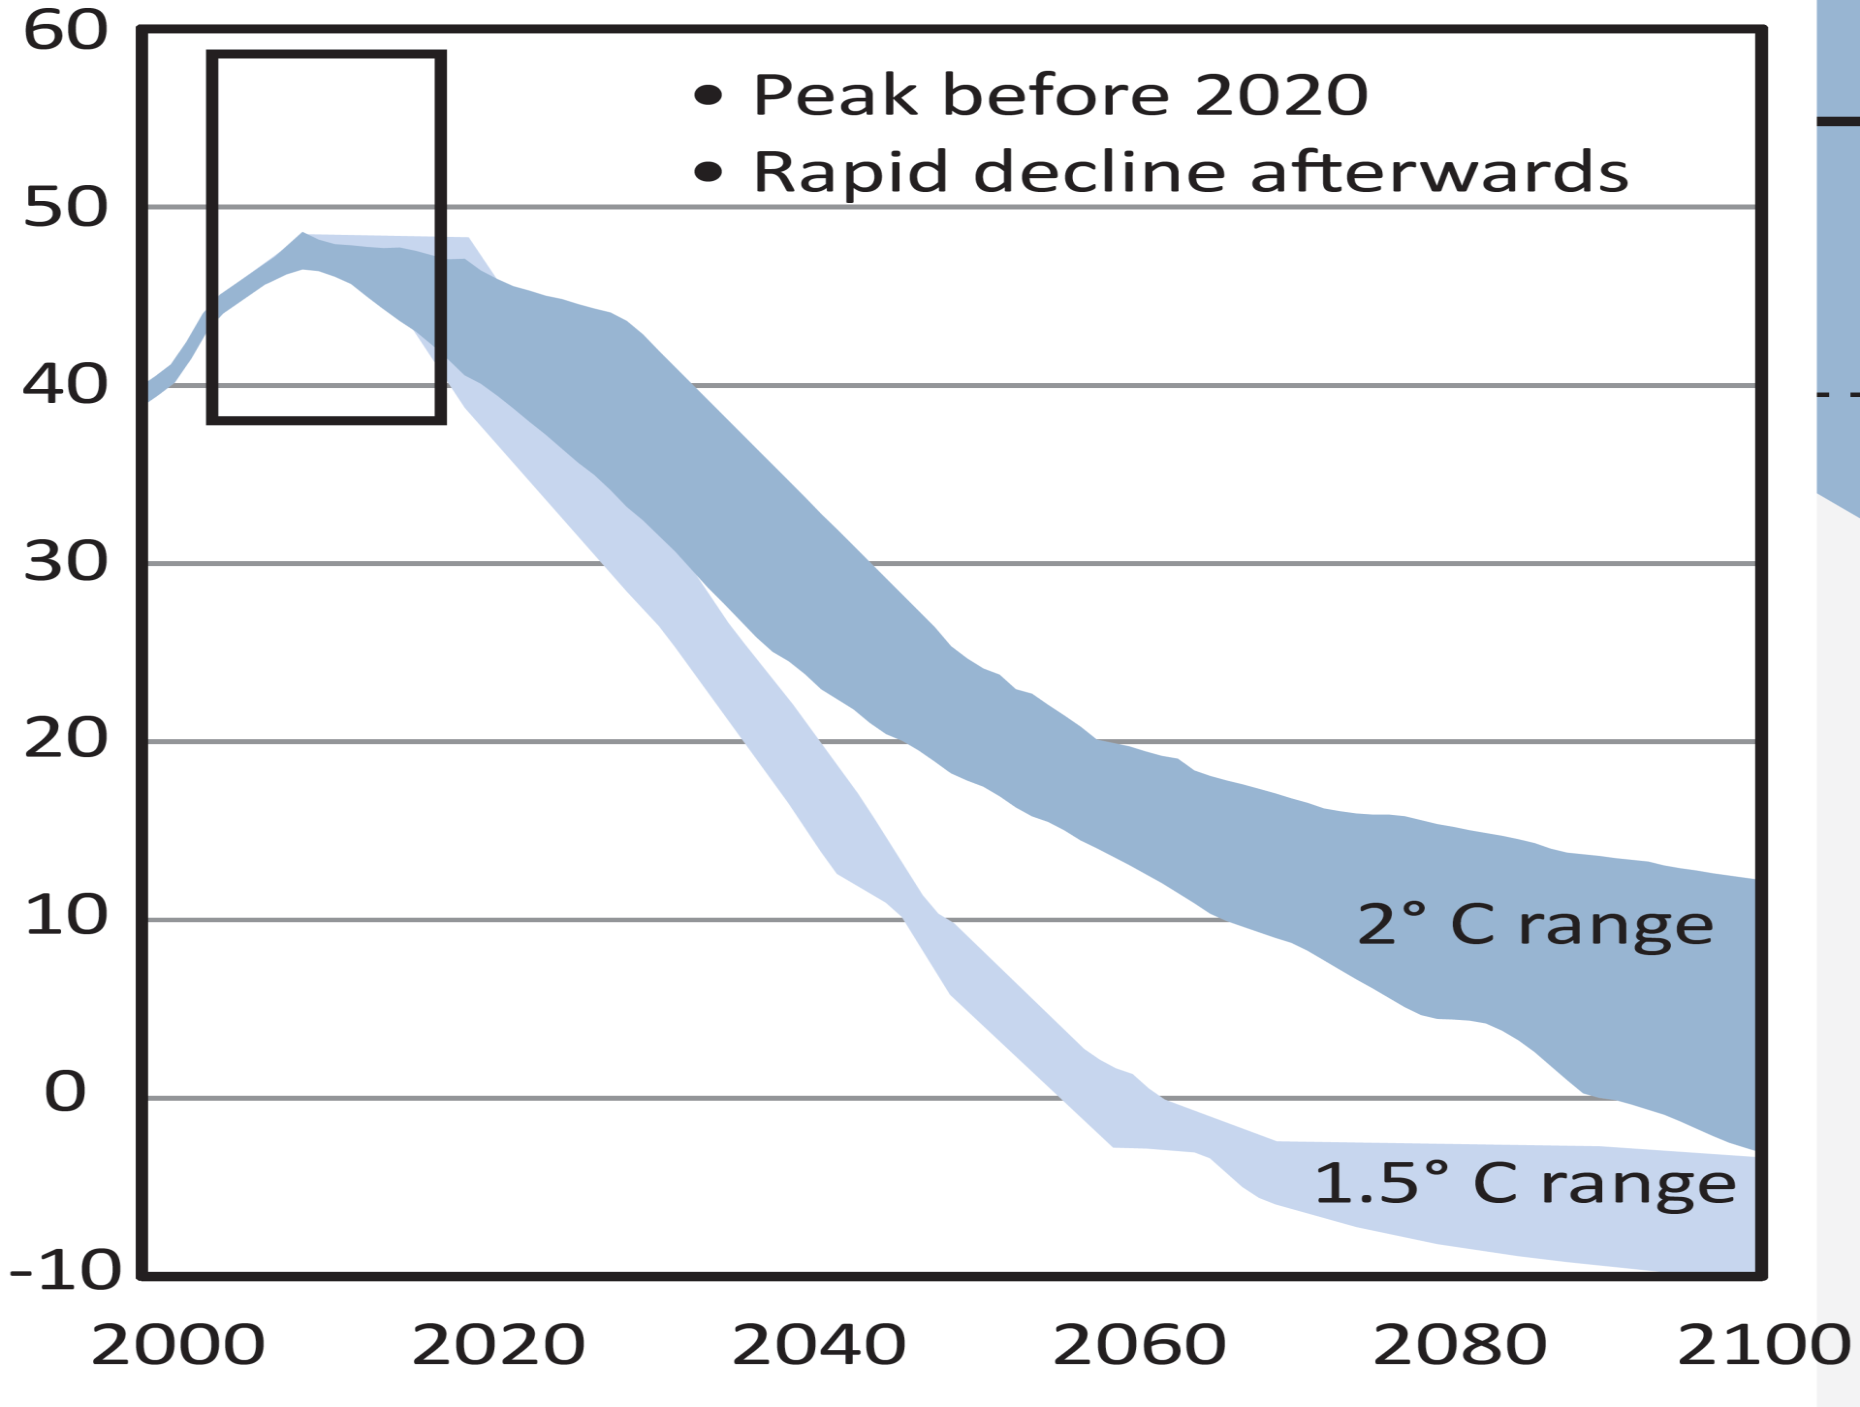 60
• Peak before 2020
• Rapid decline afterwards
50
40
30
20
10
2° C range
0
1.5° C range
-10
2000 2020 2040 2060 2080 2100